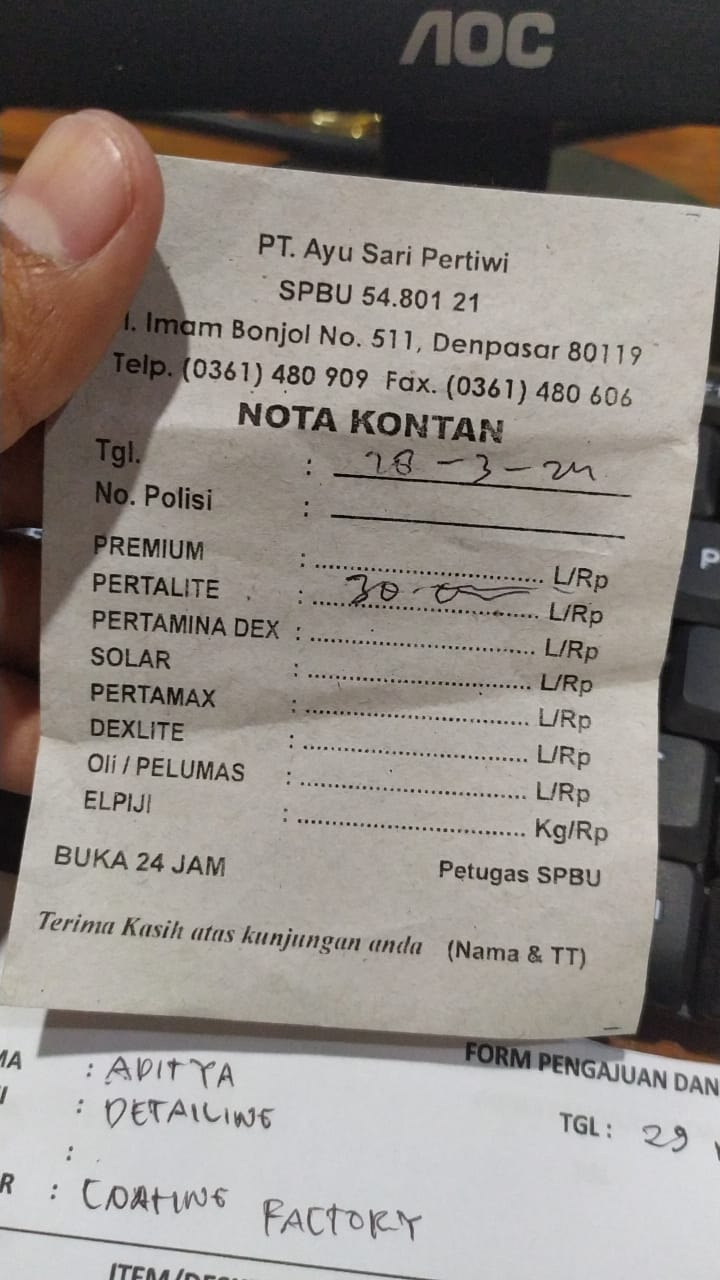 AOC
PT. Ayu Sari Pertiwi
SPBU 54.801 21
l. Imam Bonjol No. 511, Denpasar 80119
Telp. (0361) 480 909 Fax. (0361) 480 606
NOTA KONTAN
Tgl. : 28 - 3 - 24
No. Polisi :
PREMIUM : L/Rp
PERTALITE : 30.000 L/Rp
PERTAMINA DEX : L/Rp
SOLAR : L/Rp
PERTAMAX : L/Rp
DEXLITE : L/Rp
Oli / PELUMAS : L/Rp
ELPIJI : Kg/Rp
BUKA 24 JAM Petugas SPBU
Terima Kasih atas kunjungan anda (Nama & TT)
FORM PENGAJUAN DAN
: ADITYA
: DETAILING
TGL : 29
:
R : COATING FACTORY